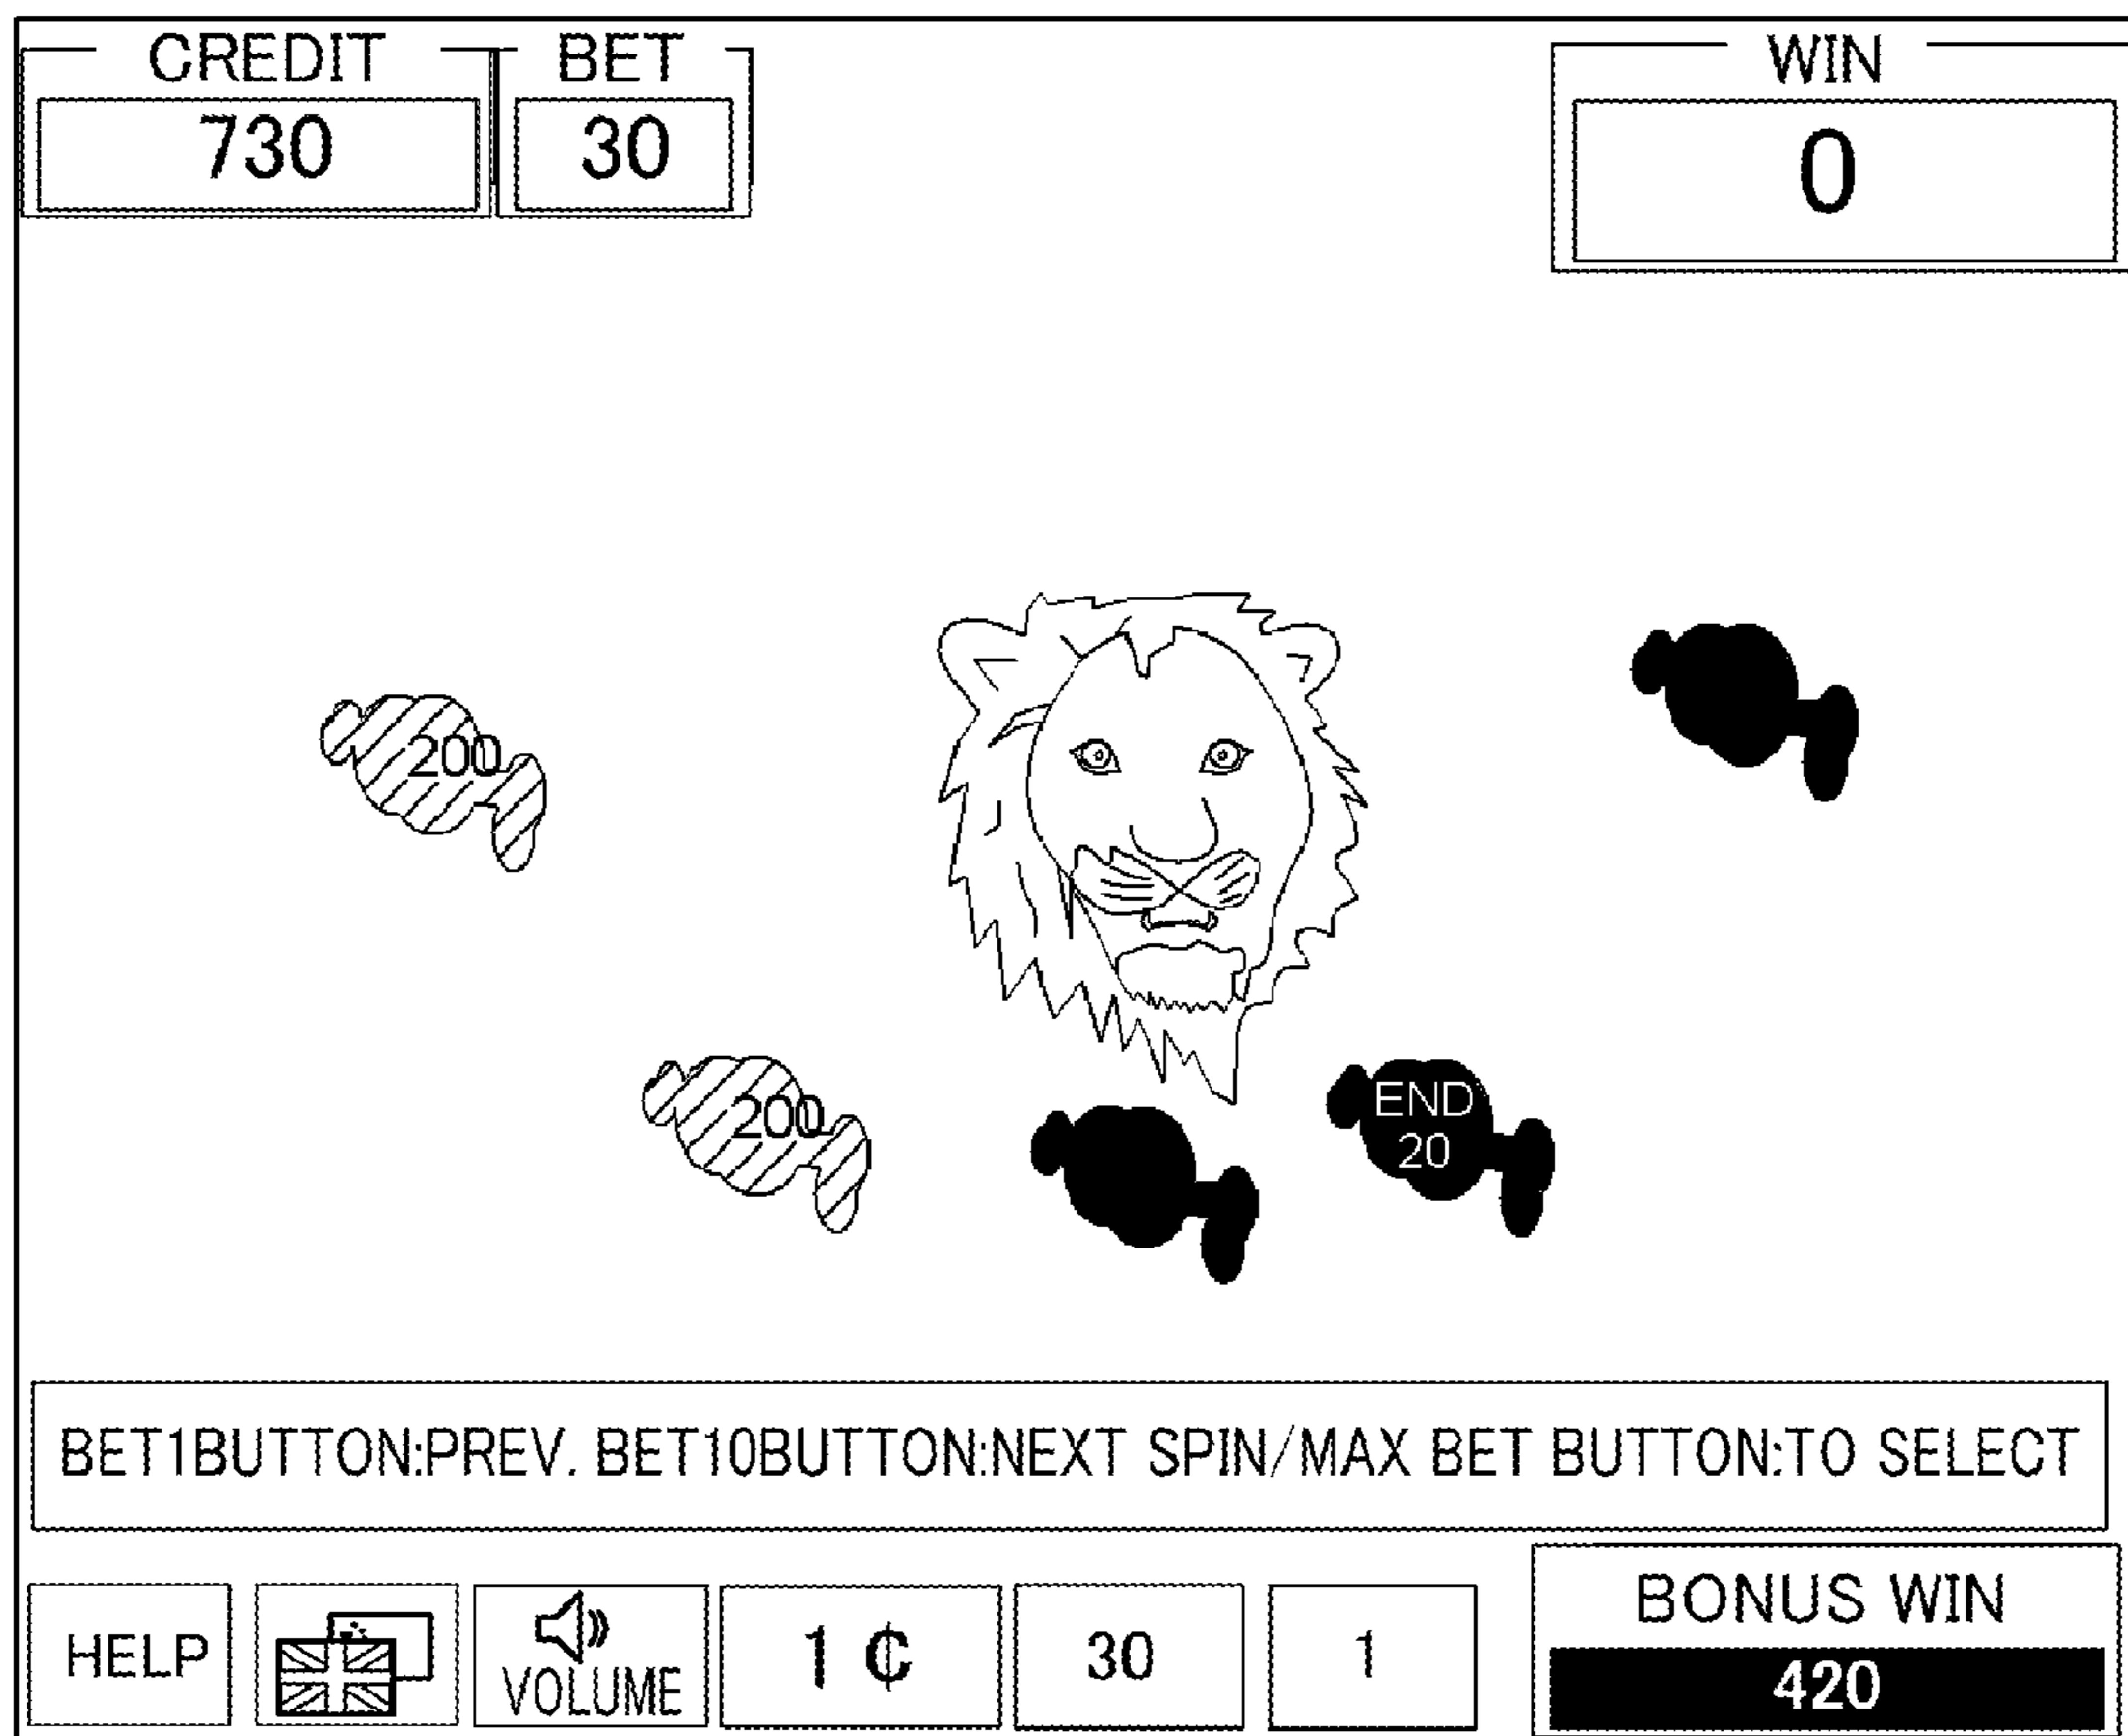 CREDIT
BET
WIN
730
30
0
200
200
END
20
BET1BUTTON:PREV. BET10BUTTON:NEXT SPIN/MAX BET BUTTON:TO SELECT
HELP
VOLUME
1 ¢
30
1
BONUS WIN
420